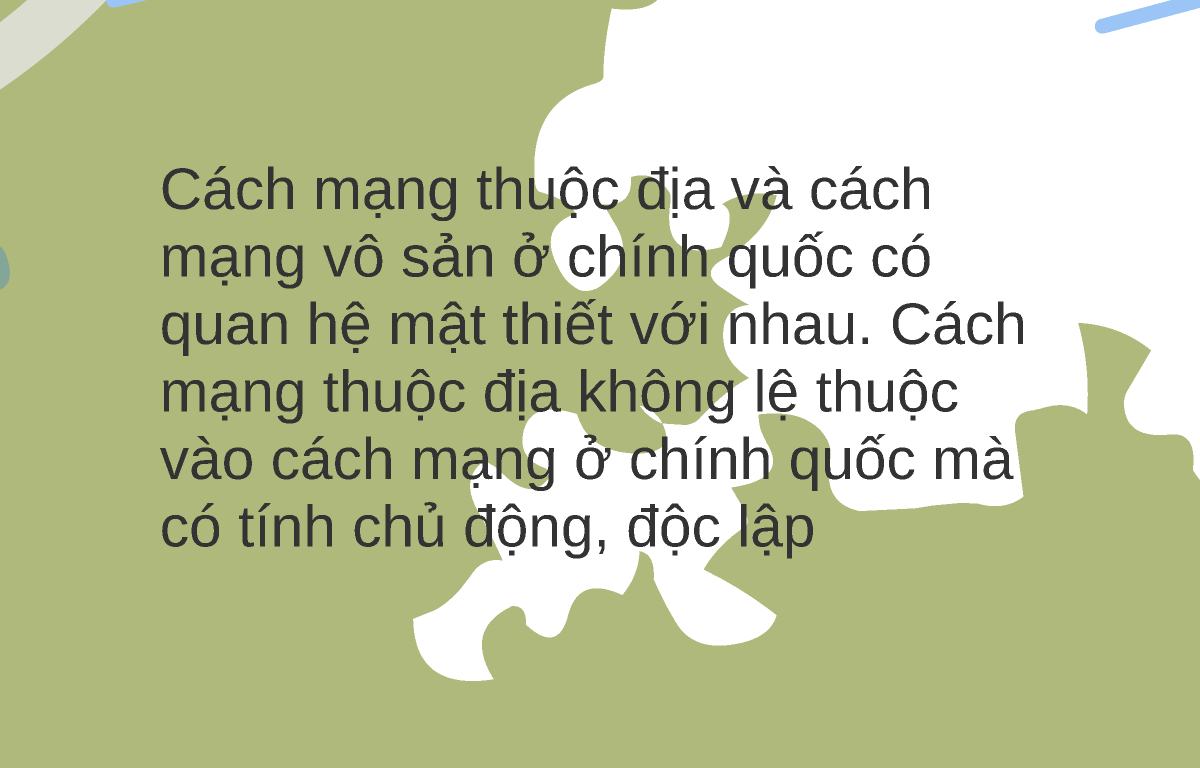 Cách mạng thuộc địa và cách
mạng vô sản ở chính quốc có
quan hệ mật thiết với nhau. Cách
mạng thuộc địa không lệ thuộc
vào cách mạng ở chính quốc mà
có tính chủ động, độc lập